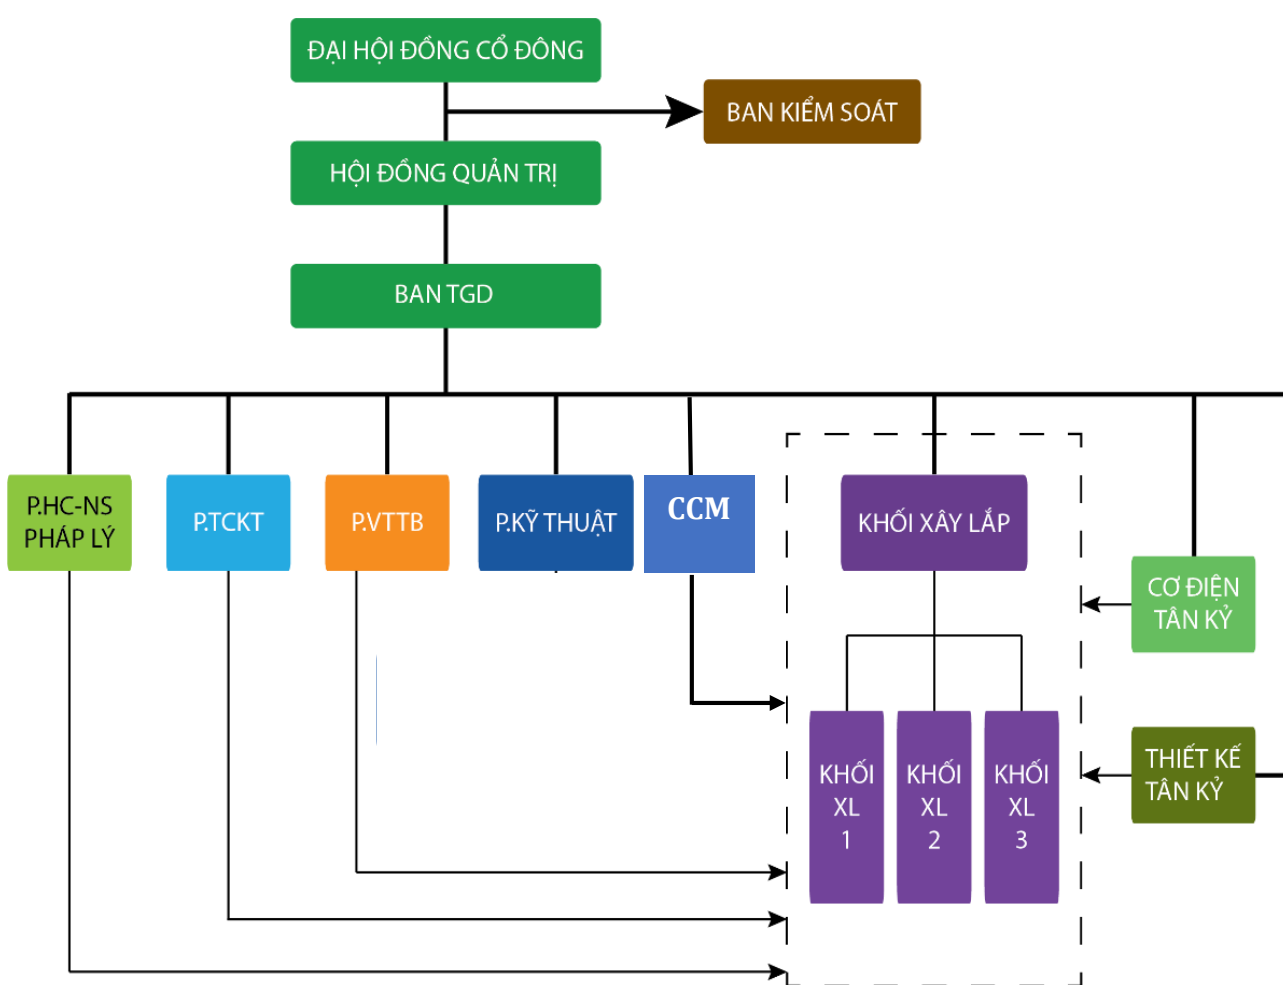 ĐẠI HỘI ĐỒNG CỔ ĐÔNG
BAN KIỂM SOÁT
HỘI ĐỒNG QUẢN TRỊ
BAN TGD
P.HC-NS
PHÁP LÝ
P.TCKT
P.VTTB
P.KỸ THUẬT
CCM
KHỐI XÂY LẮP
CƠ ĐIỆN
TÂN KỶ
THIẾT KẾ
TÂN KỶ
KHỐI
XL
1
KHỐI
XL
2
KHỐI
XL
3